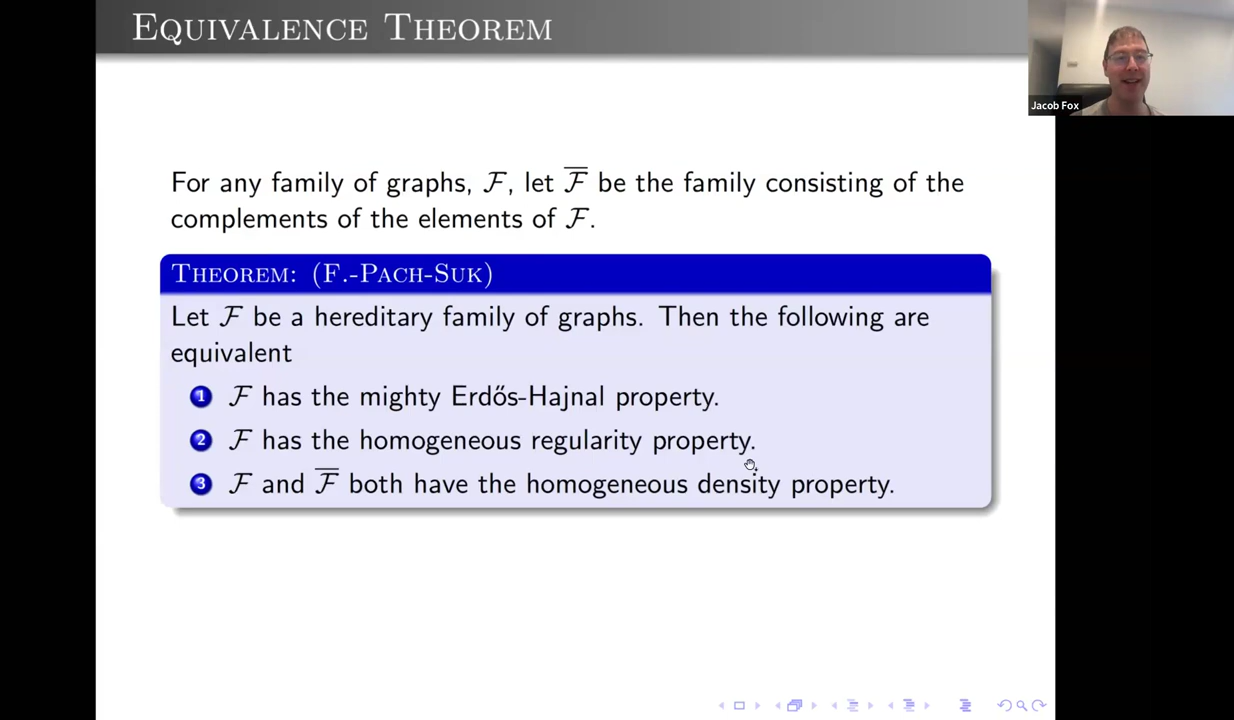 EQUIVALENCE THEOREM
Jacob Fox
For any family of graphs, ℱ, let ℱ̅ be the family consisting of the
complements of the elements of ℱ.
THEOREM: (F.-PACH-SUK)
Let ℱ be a hereditary family of graphs. Then the following are
equivalent
1 ℱ has the mighty Erdős-Hajnal property.
2 ℱ has the homogeneous regularity property.
3 ℱ and ℱ̅ both have the homogeneous density property.